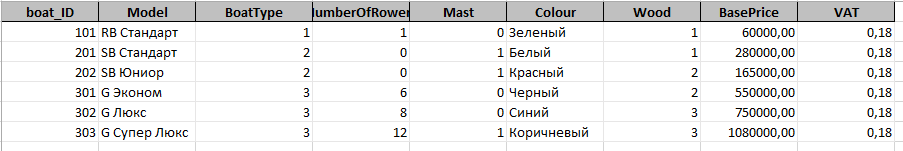 boat_ID Model BoatType NumberOfRower Mast Colour Wood BasePrice VAT
101 RB Стандарт 1 1 0 Зеленый 1 60000,00 0,18
201 SB Стандарт 2 0 1 Белый 1 280000,00 0,18
202 SB Юниор 2 0 1 Красный 2 165000,00 0,18
301 G Эконом 3 6 0 Черный 2 550000,00 0,18
302 G Люкс 3 8 0 Синий 3 750000,00 0,18
303 G Супер Люкс 3 12 1 Коричневый 3 1080000,00 0,18